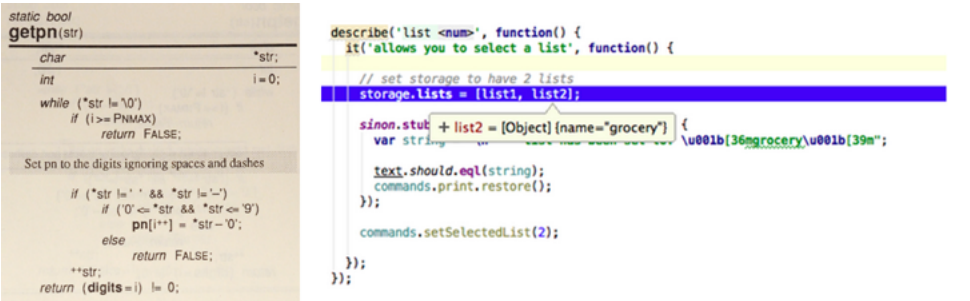 static bool
getpn(str)
char *str;
int i=0;
while (*str != '\0')
if (i>= PNMAX)
return FALSE;
Set pn to the digits ignoring spaces and dashes
if (*str != ' ' && *str != '–')
if ('0' <= *str && *str <= '9')
pn[i++] = *str – '0';
else
return FALSE;
++str;
return (digits = i) != 0;
describe('list <num>', function() {
it('allows you to select a list', function() {
// set storage to have 2 lists
storage.lists = [list1, list2];
+ list2 = [Object] {name="grocery"}
sinon.stub {
var string \u001b[36mgrocery\u001b[39m";
text.should.eql(string);
commands.print.restore();
});
commands.setSelectedList(2);
});
});